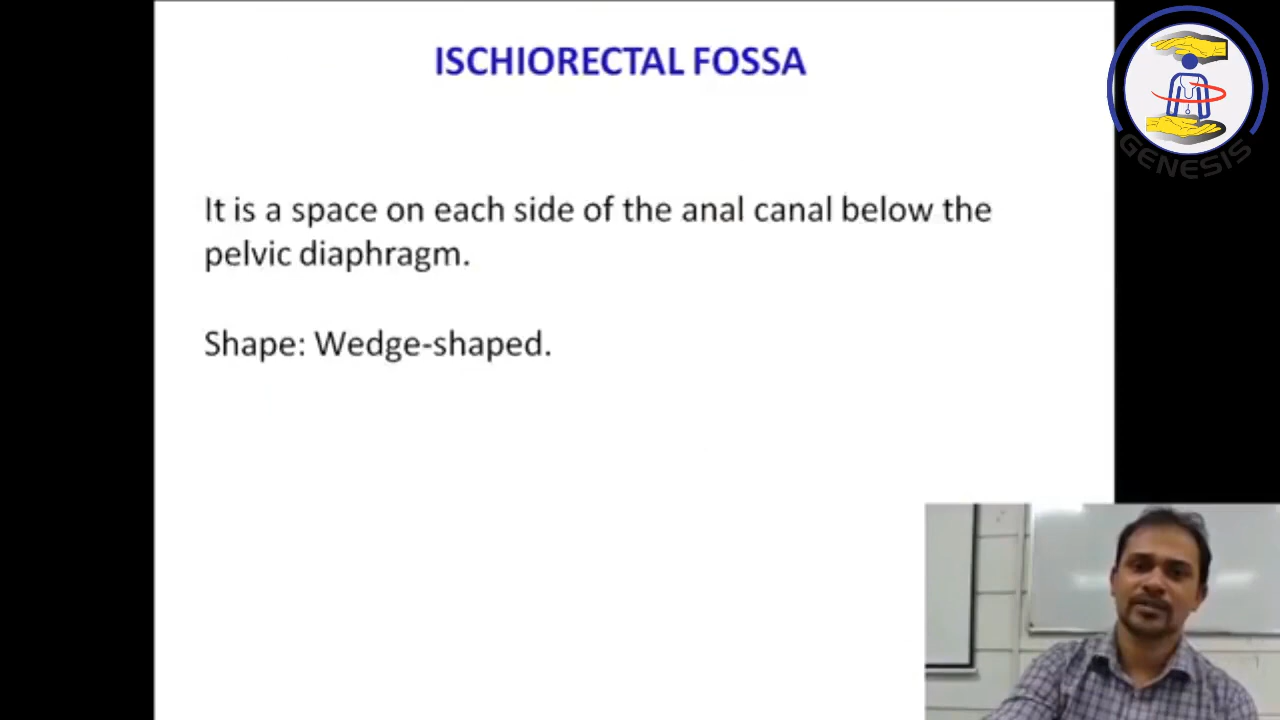 ISCHIORECTAL FOSSA
GENESIS
It is a space on each side of the anal canal below the
pelvic diaphragm.
Shape: Wedge-shaped.